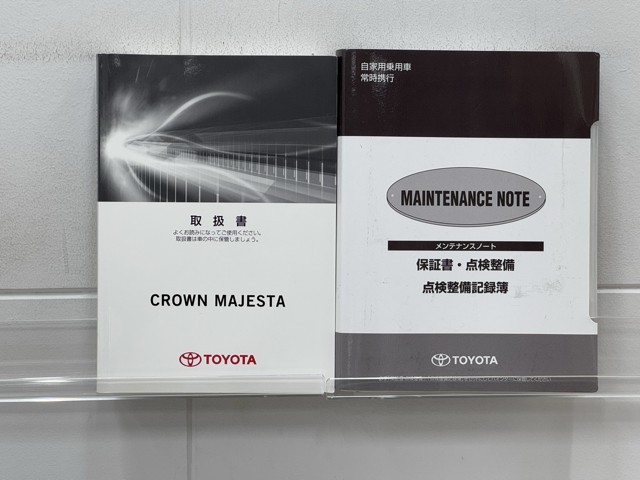 取扱書
よくお読みになってご使用ください。
取扱書は車の中に保管しましょう。
CROWN MAJESTA
TOYOTA
自家用乗用車
常時携行
MAINTENANCE NOTE
メンテナンスノート
保証書・点検整備
点検整備記録簿
TOYOTA